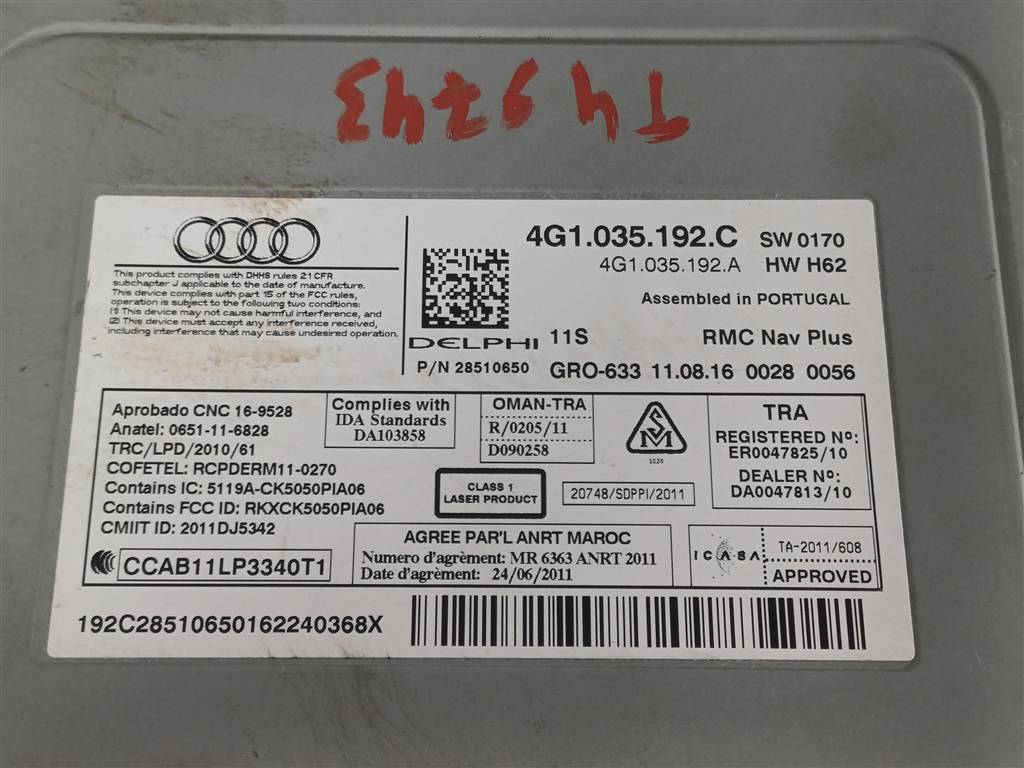 T49743
This product complies with DHHS rules 21CFR
subchapter J applicable to the date of manufacture.
This device complies with part 15 of the FCC rules,
operation is subject to the following two conditions:
(1) This device may not cause harmful interference, and
(2) This device must accept any interference received,
including interference that may cause undesired operation.
DELPHI
P/N 28510650
4G1.035.192.C SW 0170
4G1.035.192.A HW H62
Assembled in PORTUGAL
11S RMC Nav Plus
GRO-633 11.08.16 0028 0056
Aprobado CNC 16-9528
Anatel: 0651-11-6828
TRC/LPD/2010/61
COFETEL: RCPDERM11-0270
Contains IC: 5119A-CK5050PIA06
Contains FCC ID: RKXCK5050PIA06
CMIIT ID: 2011DJ5342
CCAB11LP3340T1
Complies with
IDA Standards
DA103858
OMAN-TRA
R/0205/11
D090258
CLASS 1
LASER PRODUCT
SM
1024
20748/SDPPI/2011
TRA
REGISTERED Nº:
ER0047825/10
DEALER Nº:
DA0047813/10
AGREE PAR'L ANRT MAROC
Numero d'agrèment: MR 6363 ANRT 2011
Date d'agrèment: 24/06/2011
ICASA
TA-2011/608
APPROVED
192C28510650162240368X